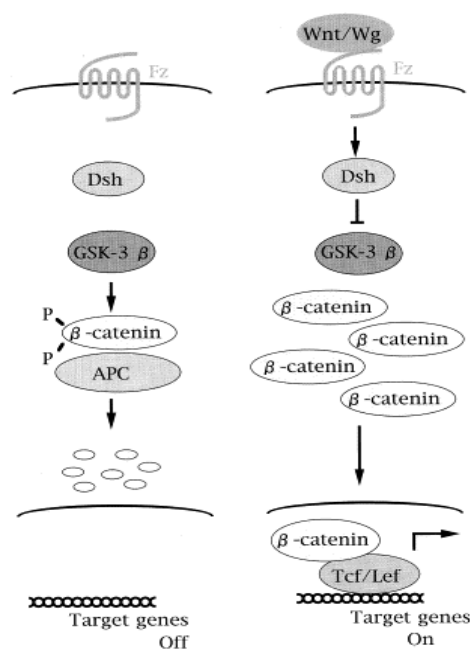 Fz
Dsh
GSK-3 β
P
β-catenin
P
APC
Target genes
Off
Wnt/Wg
Fz
Dsh
GSK-3 β
β-catenin
β-catenin
β-catenin
β-catenin
β-catenin
Tcf/Lef
Target genes
On